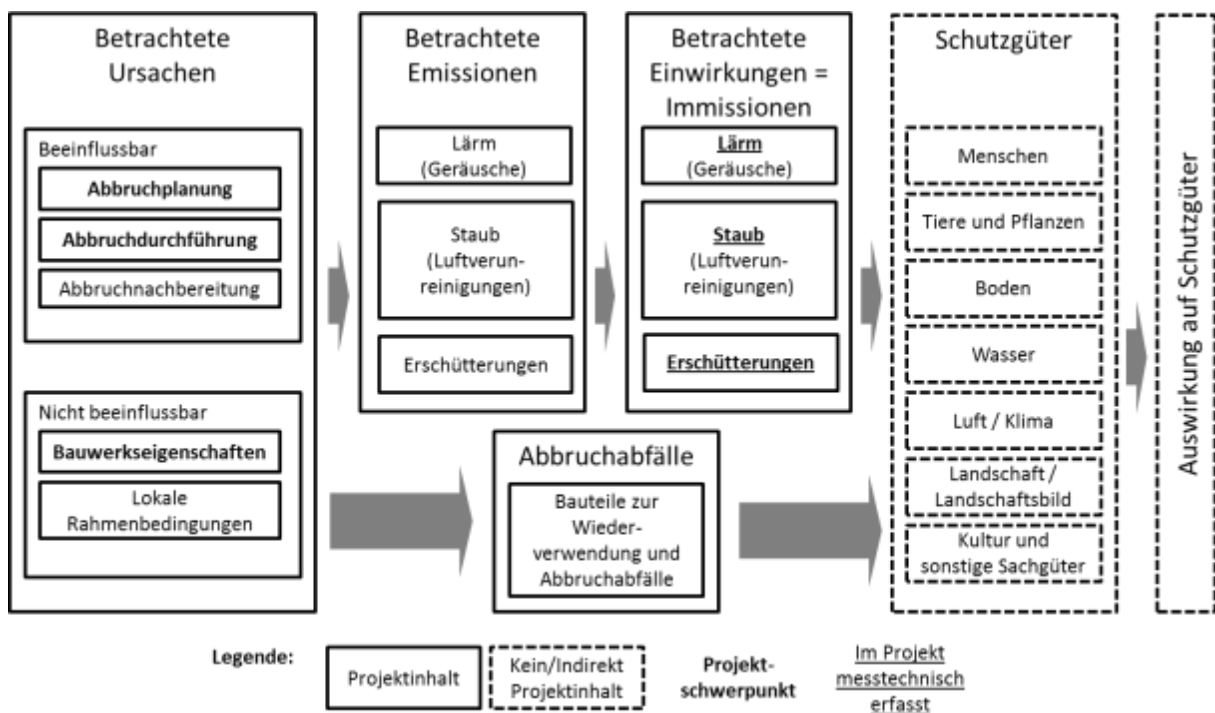 Betrachtete
Ursachen
Beeinflussbar
Abbruchplanung
Abbruchdurchführung
Abbruchnachbereitung
Nicht beeinflussbar
Bauwerkseigenschaften
Lokale
Rahmenbedingungen
Betrachtete
Emissionen
Lärm
(Geräusche)
Staub
(Luftverun-
reinigungen)
Erschütterungen
Betrachtete
Einwirkungen =
Immissionen
Lärm
(Geräusche)
Staub
(Luftverun-
reinigungen)
Erschütterungen
Abbruchabfälle
Bauteile zur
Wieder-
verwendung und
Abbruchabfälle
Schutzgüter
Menschen
Tiere und Pflanzen
Boden
Wasser
Luft / Klima
Landschaft /
Landschaftsbild
Kultur und
sonstige Sachgüter
Auswirkung auf Schutzgüter
Legende:
Projektinhalt
Kein/Indirekt
Projektinhalt
Projekt-
schwerpunkt
Im Projekt
messtechnisch
erfasst